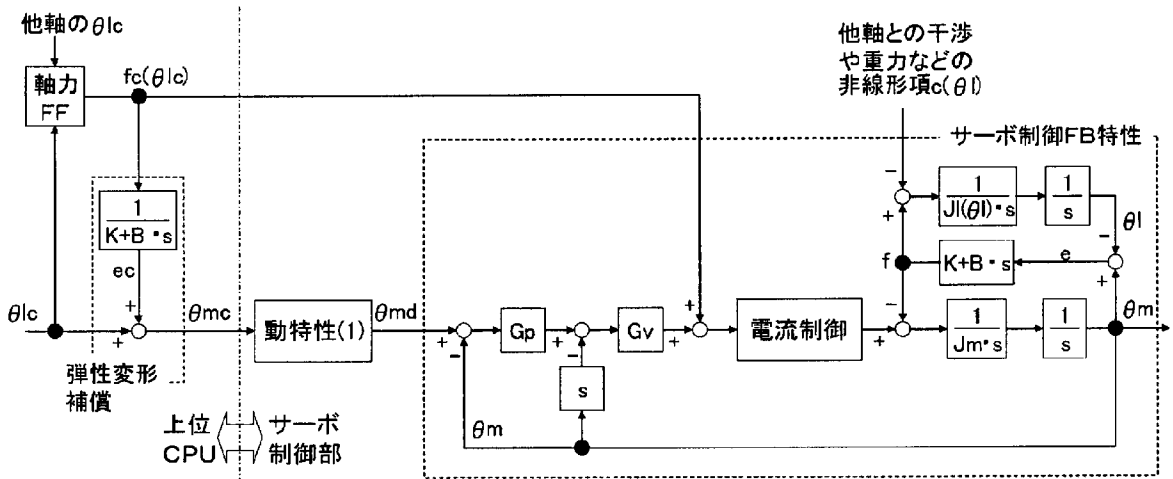 他軸のθlc
軸力
FF
fc(θlc)
他軸との干渉
や重力などの
非線形項c(θl)
サーボ制御FB特性
1
K+B・s
ec
+
+
θlc
θmc
弾性変形
補償
上位
CPU
サーボ
制御部
動特性(1)
θmd
+
−
Gp
+
−
Gv
+
+
s
θm
電流制御
−
+
1
Jl(θl)・s
1
s
θl
−
f
K+B・s
e
+
−
+
1
Jm・s
1
s
θm